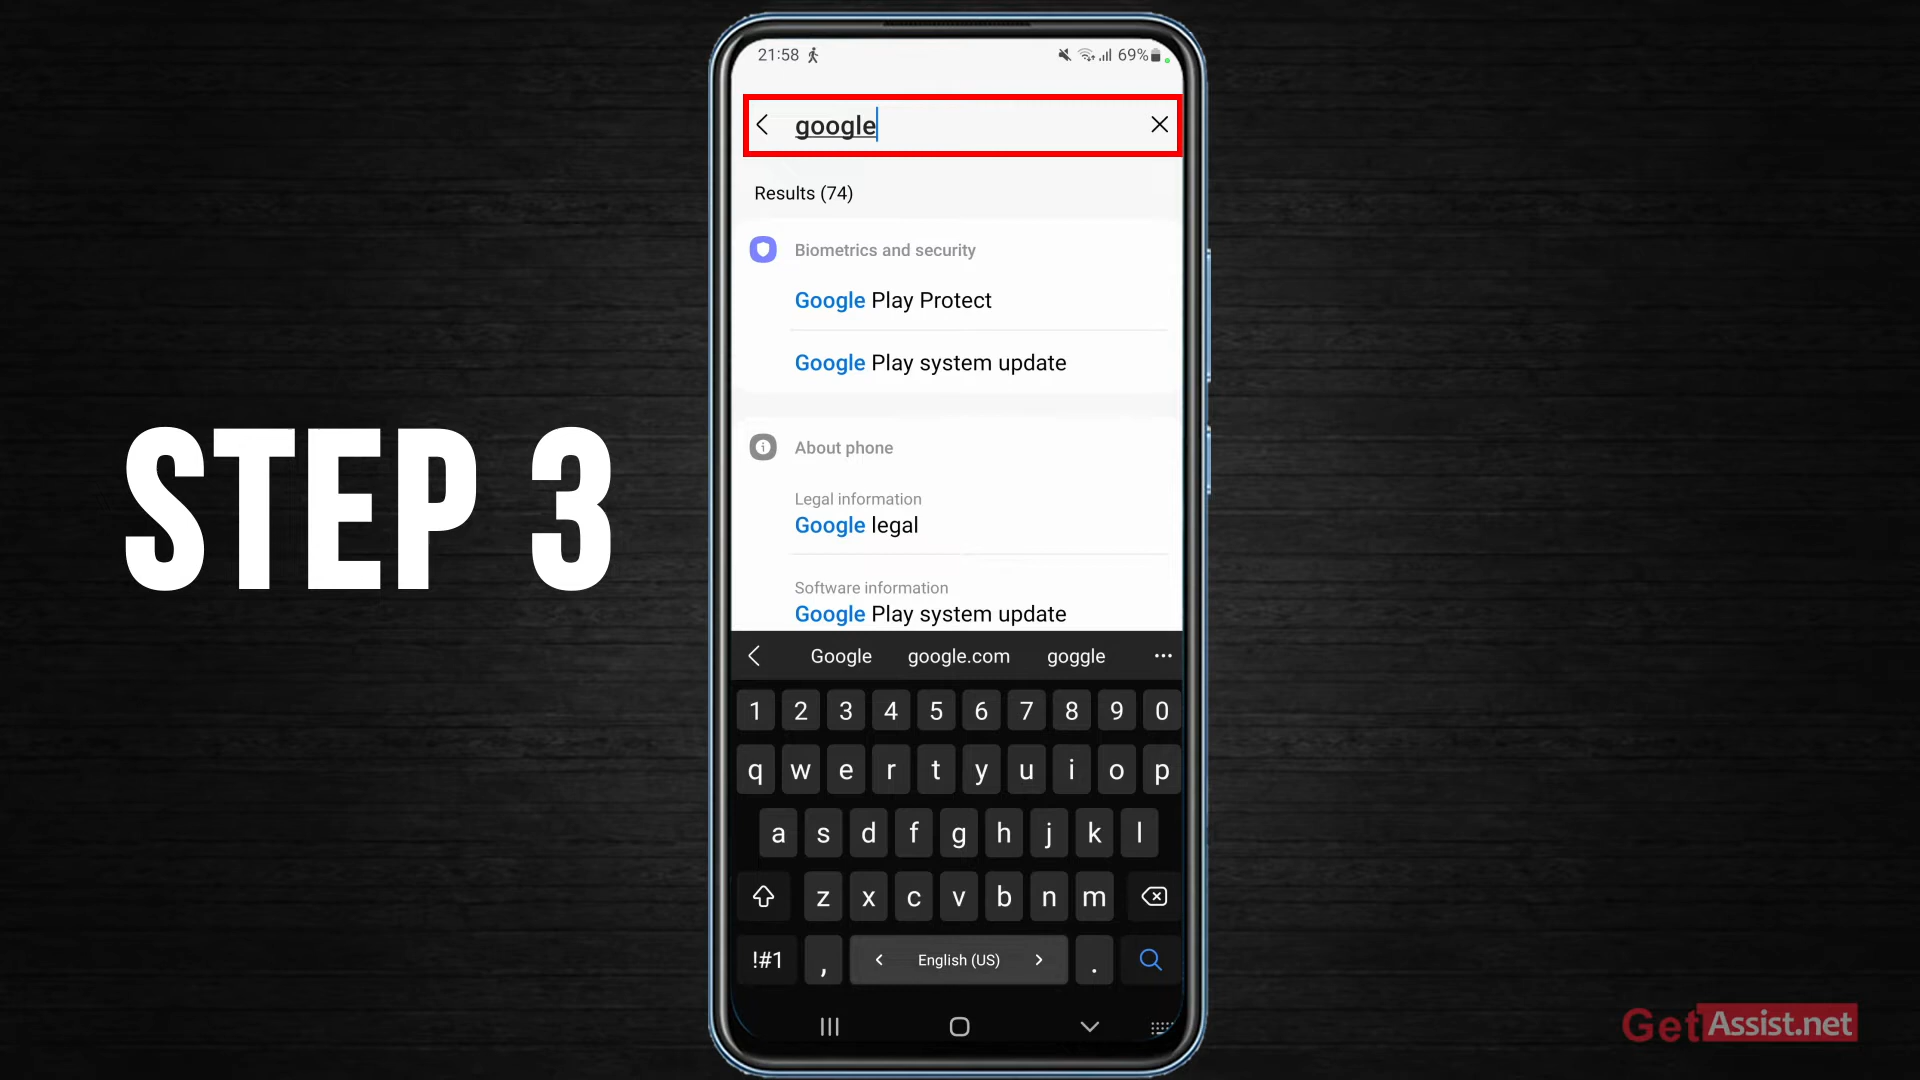 STEP 3
21:58
69%
google
Results (74)
Biometrics and security
Google Play Protect
Google Play system update
About phone
Legal information
Google legal
Software information
Google Play system update
Google google.com goggle
1 2 3 4 5 6 7 8 9 0
q w e r t y u i o p
a s d f g h j k l
z x c v b n m
!#1 , English (US) .
GetAssist.net